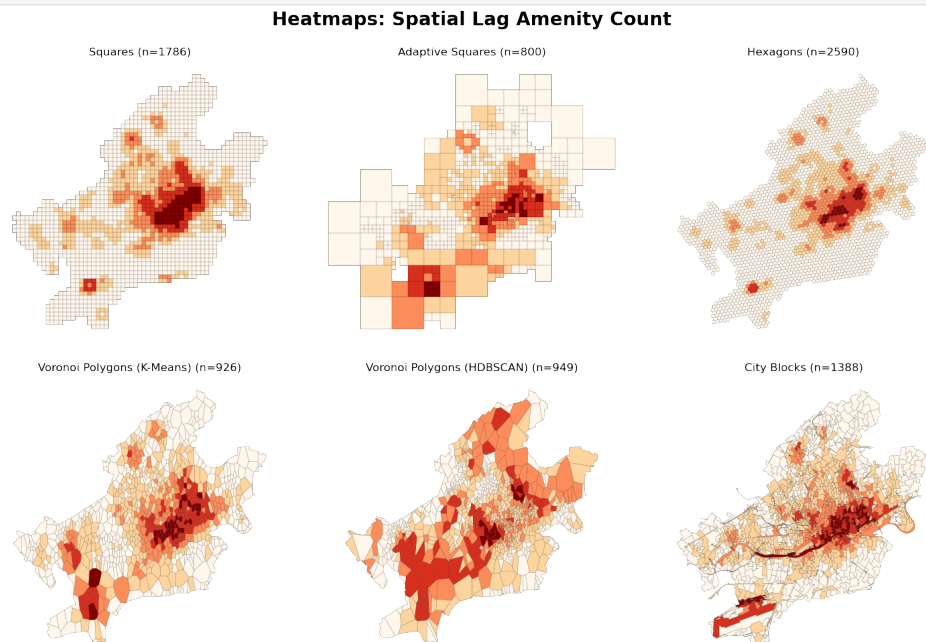 Heatmaps: Spatial Lag Amenity Count
Squares (n=1786)
Adaptive Squares (n=800)
Hexagons (n=2590)
Voronoi Polygons (K-Means) (n=926)
Voronoi Polygons (HDBSCAN) (n=949)
City Blocks (n=1388)